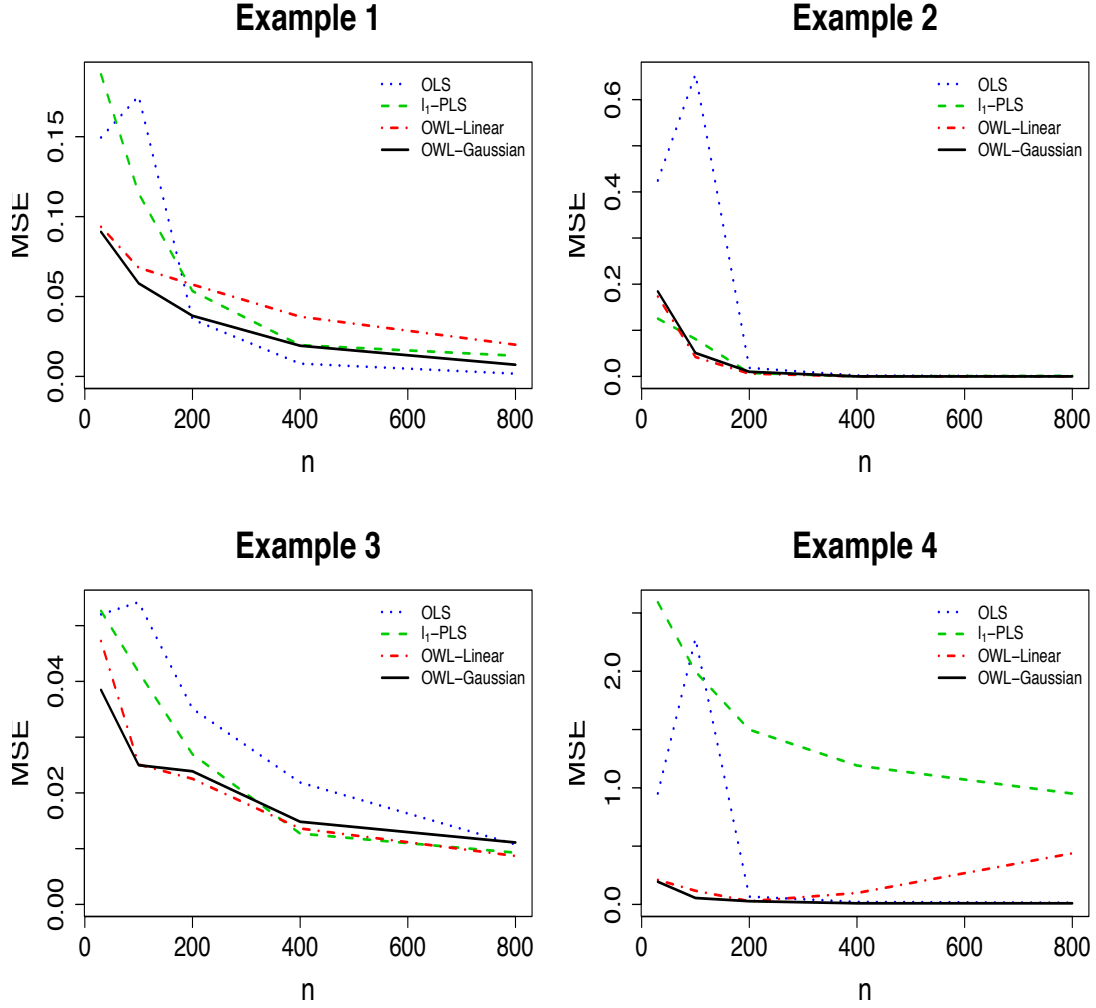 Example 1
MSE
0.00 0.05 0.10 0.15
OLS
l₁−PLS
OWL−Linear
OWL−Gaussian
0 200 400 600 800
n
Example 2
MSE
0.0 0.2 0.4 0.6
OLS
l₁−PLS
OWL−Linear
OWL−Gaussian
0 200 400 600 800
n
Example 3
MSE
0.00 0.02 0.04
OLS
l₁−PLS
OWL−Linear
OWL−Gaussian
0 200 400 600 800
n
Example 4
MSE
0.0 1.0 2.0
OLS
l₁−PLS
OWL−Linear
OWL−Gaussian
0 200 400 600 800
n